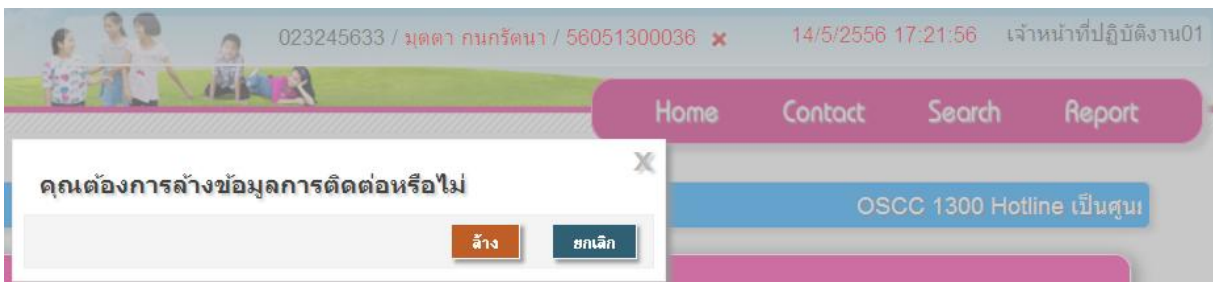 023245633 / มุตตา กนกรัตนา / 56051300036 × 14/5/2556 17:21:56 เจ้าหน้าที่ปฏิบัติงาน01
Home Contact Search Report
X
คุณต้องการล้างข้อมูลการติดต่อหรือไม่
OSCC 1300 Hotline เป็นศูน
ล้าง ยกเลิก